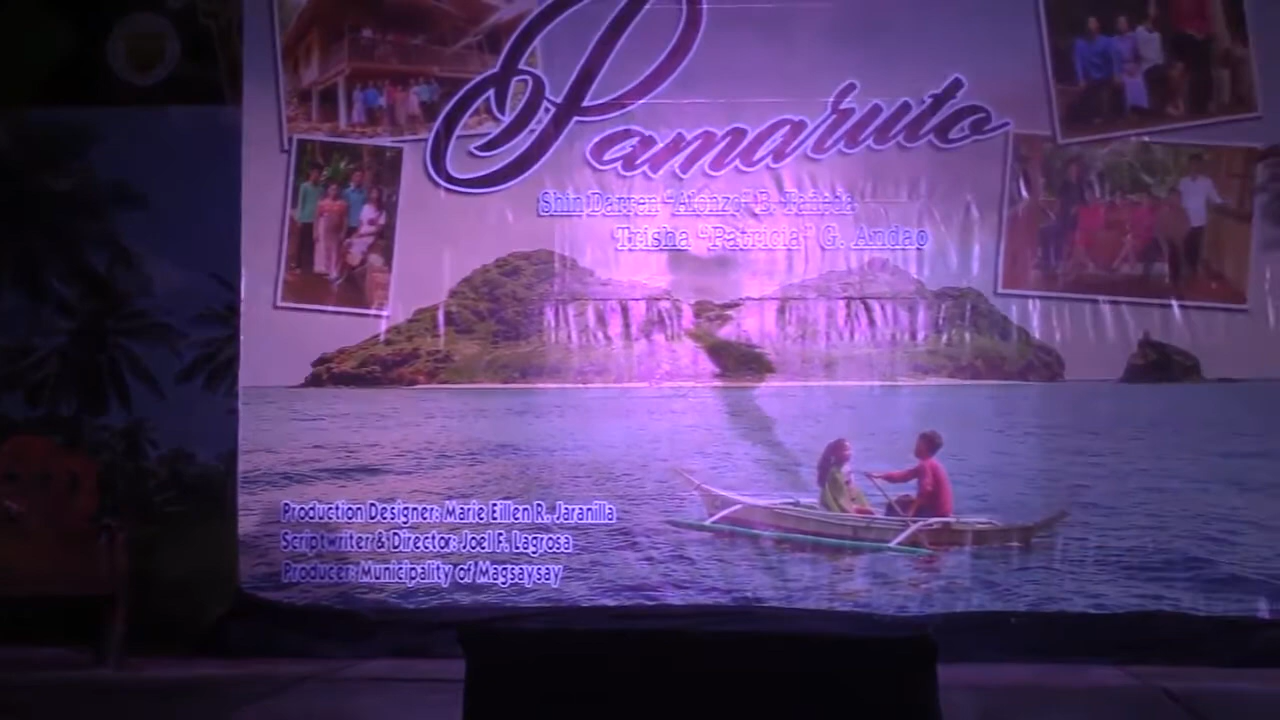 Pamaruto
Shin Darren "Alonzo" B. Tañeda
Trisha "Patricia" G. Andao
Production Designer: Marie Eillen R. Jaranilla
Scriptwriter & Director: Joel F. Lagrosa
Producer: Municipality of Magsaysay